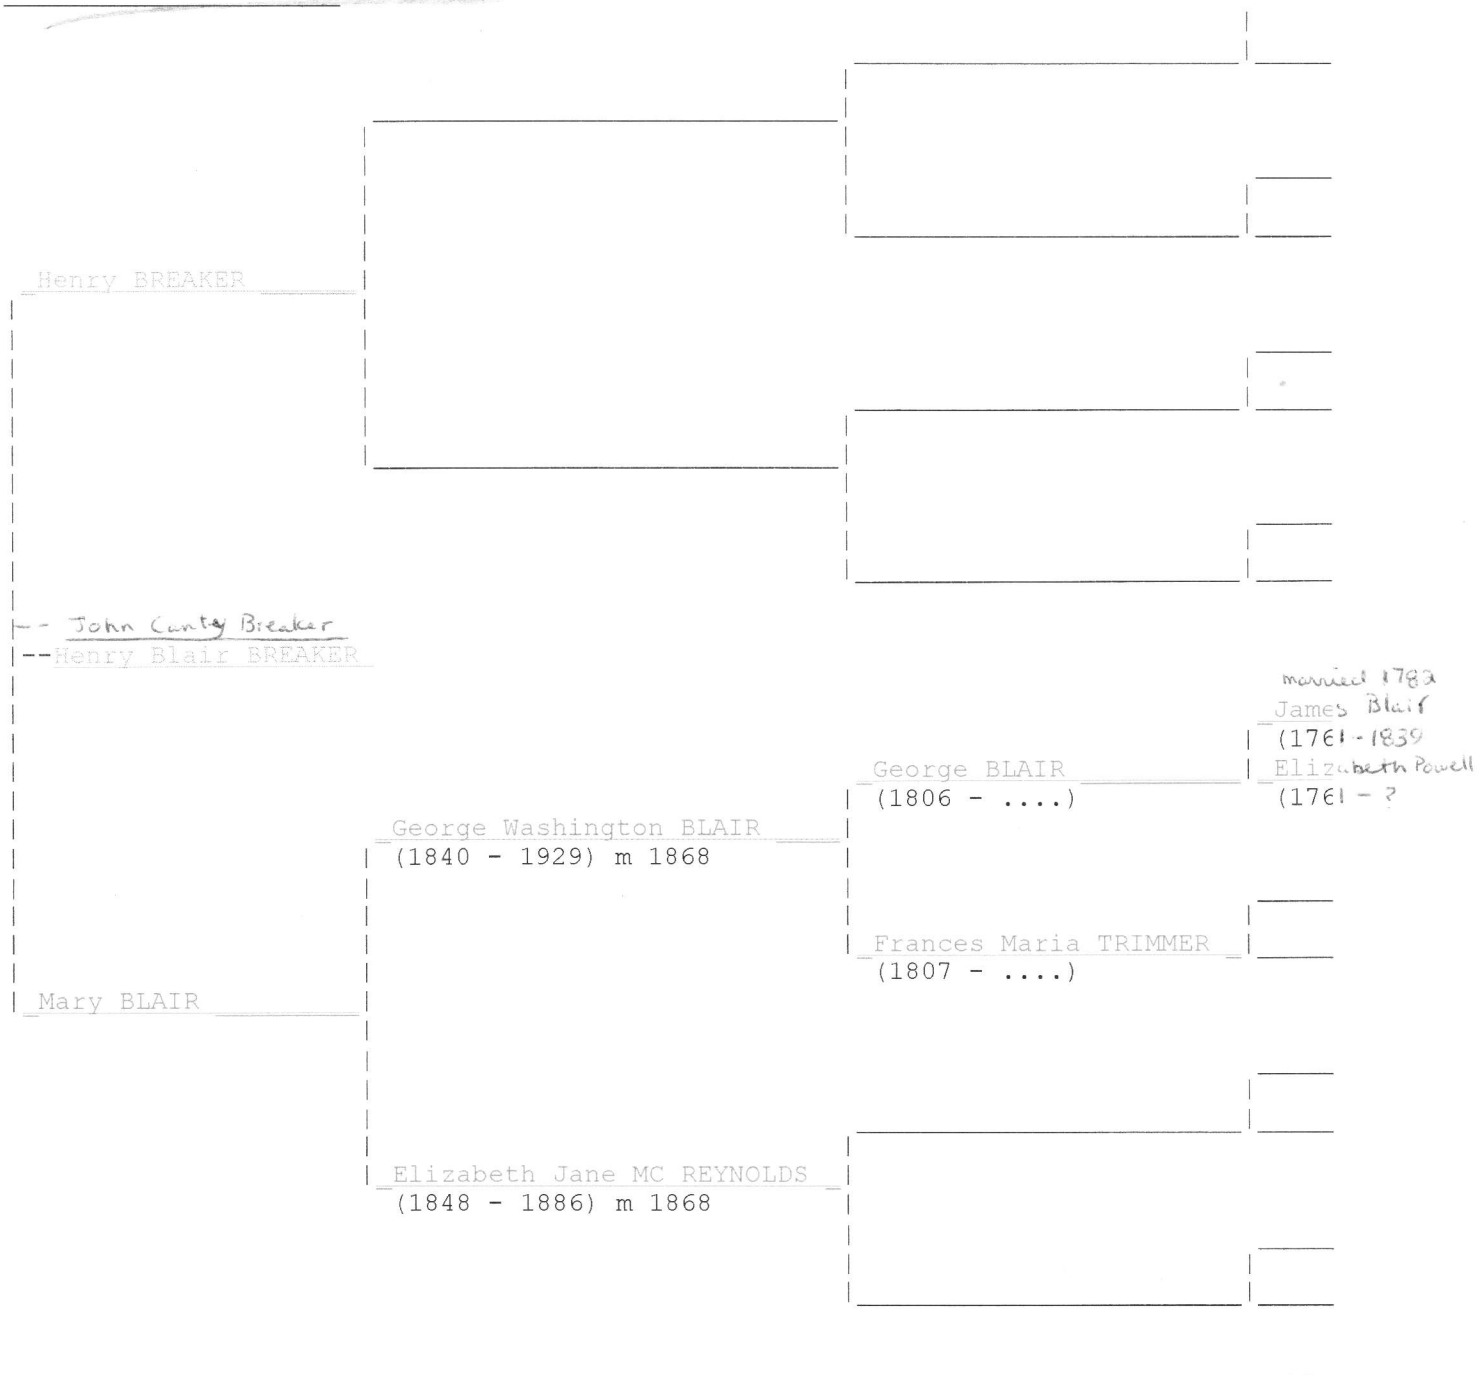 Henry BREAKER
-- John Canty Breaker
--Henry Blair BREAKER
married 1782
James Blair
(1761-1839
George BLAIR
Elizabeth Powell
(1806 - ....)
(1761 - ?
George Washington BLAIR
(1840 - 1929) m 1868
Frances Maria TRIMMER
(1807 - ....)
Mary BLAIR
Elizabeth Jane MC REYNOLDS
(1848 - 1886) m 1868